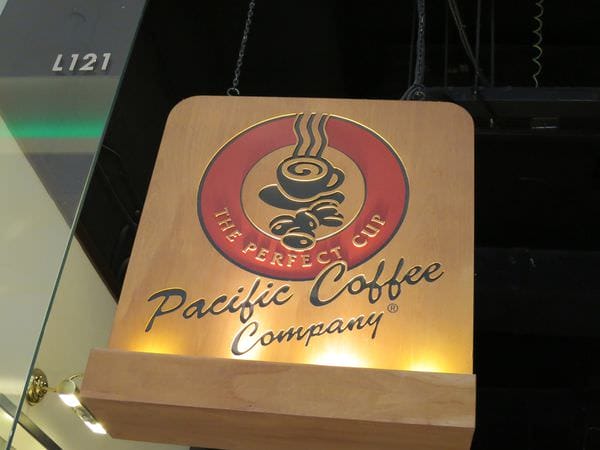 L121
THE PERFECT CUP
Pacific Coffee
Company®